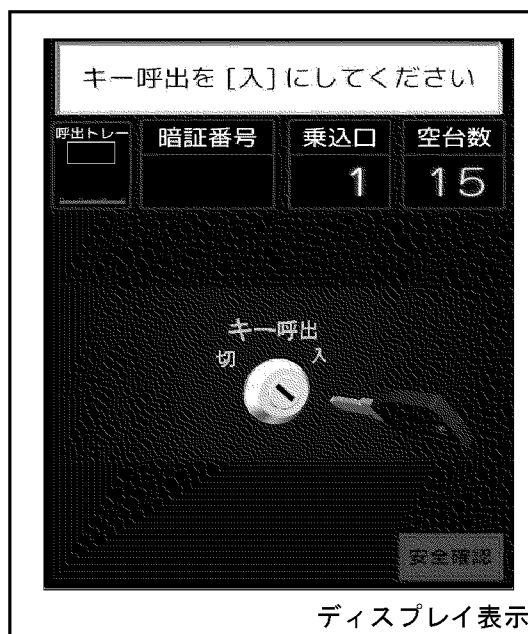 キー呼出を［入］にしてください
呼出トレー 暗証番号 乗込口 空台数
1 15
キー呼出
切 入
安全確認
ディスプレイ表示